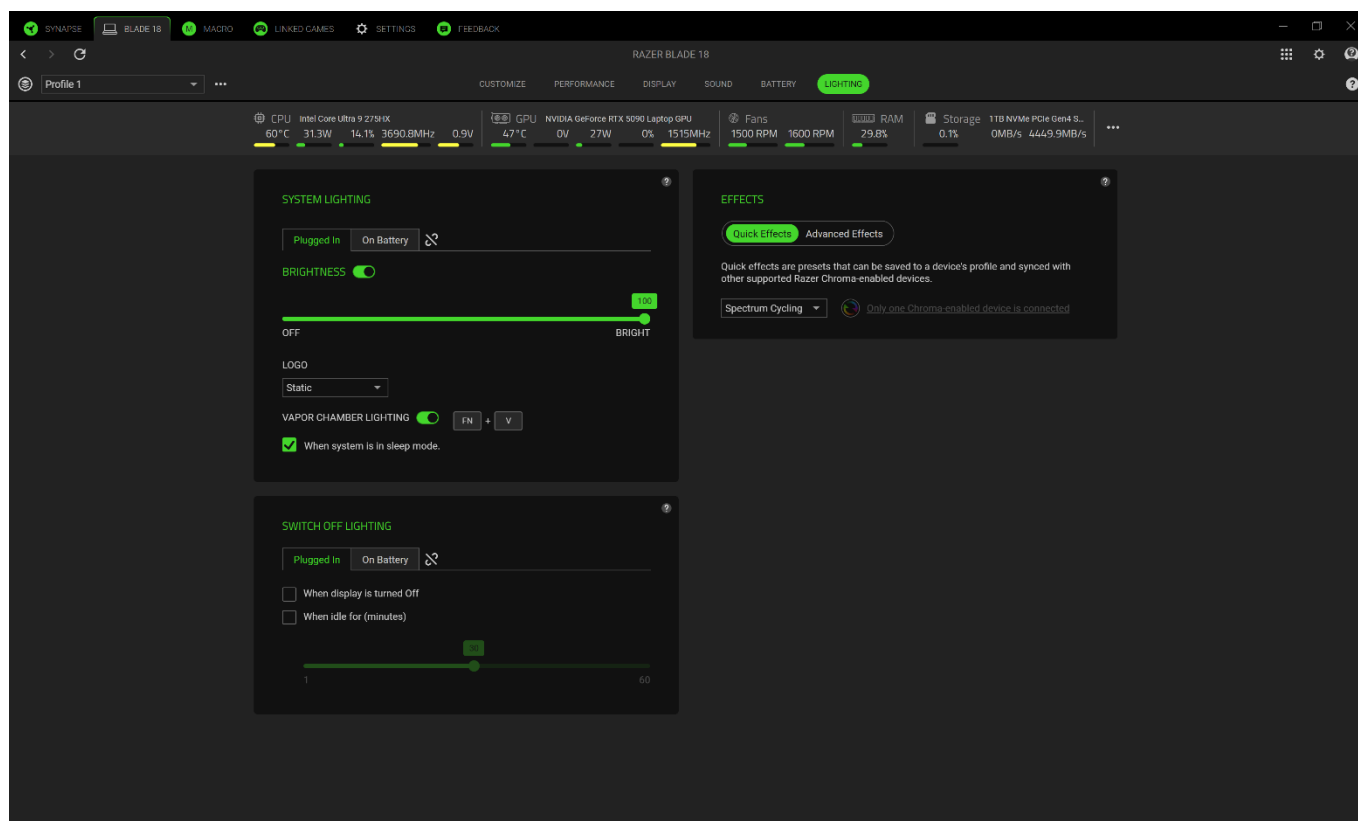 SYNAPSE BLADE 18 M MACRO LINKED GAMES SETTINGS FEEDBACK
RAZER BLADE 18
Profile 1 CUSTOMIZE PERFORMANCE DISPLAY SOUND BATTERY LIGHTING ?
CPU Intel Core Ultra 9 275HX GPU NVIDIA GeForce RTX 5090 Laptop GPU Fans RAM Storage 1TB NVMe PCIe Gen4 S...
60°C 31.3W 14.1% 3690.8MHz 0.9V 47°C 0V 27W 0% 1515MHz 1500 RPM 1600 RPM 29.8% 0.1% 0MB/s 4449.9MB/s
?
SYSTEM LIGHTING
Plugged In On Battery
BRIGHTNESS
100
OFF BRIGHT
LOGO
Static
VAPOR CHAMBER LIGHTING FN + V
When system is in sleep mode.
?
SWITCH OFF LIGHTING
Plugged In On Battery
When display is turned Off
When idle for (minutes)
30
1 60
?
EFFECTS
Quick Effects Advanced Effects
Quick effects are presets that can be saved to a device's profile and synced with
other supported Razer Chroma-enabled devices.
Spectrum Cycling Only one Chroma-enabled device is connected